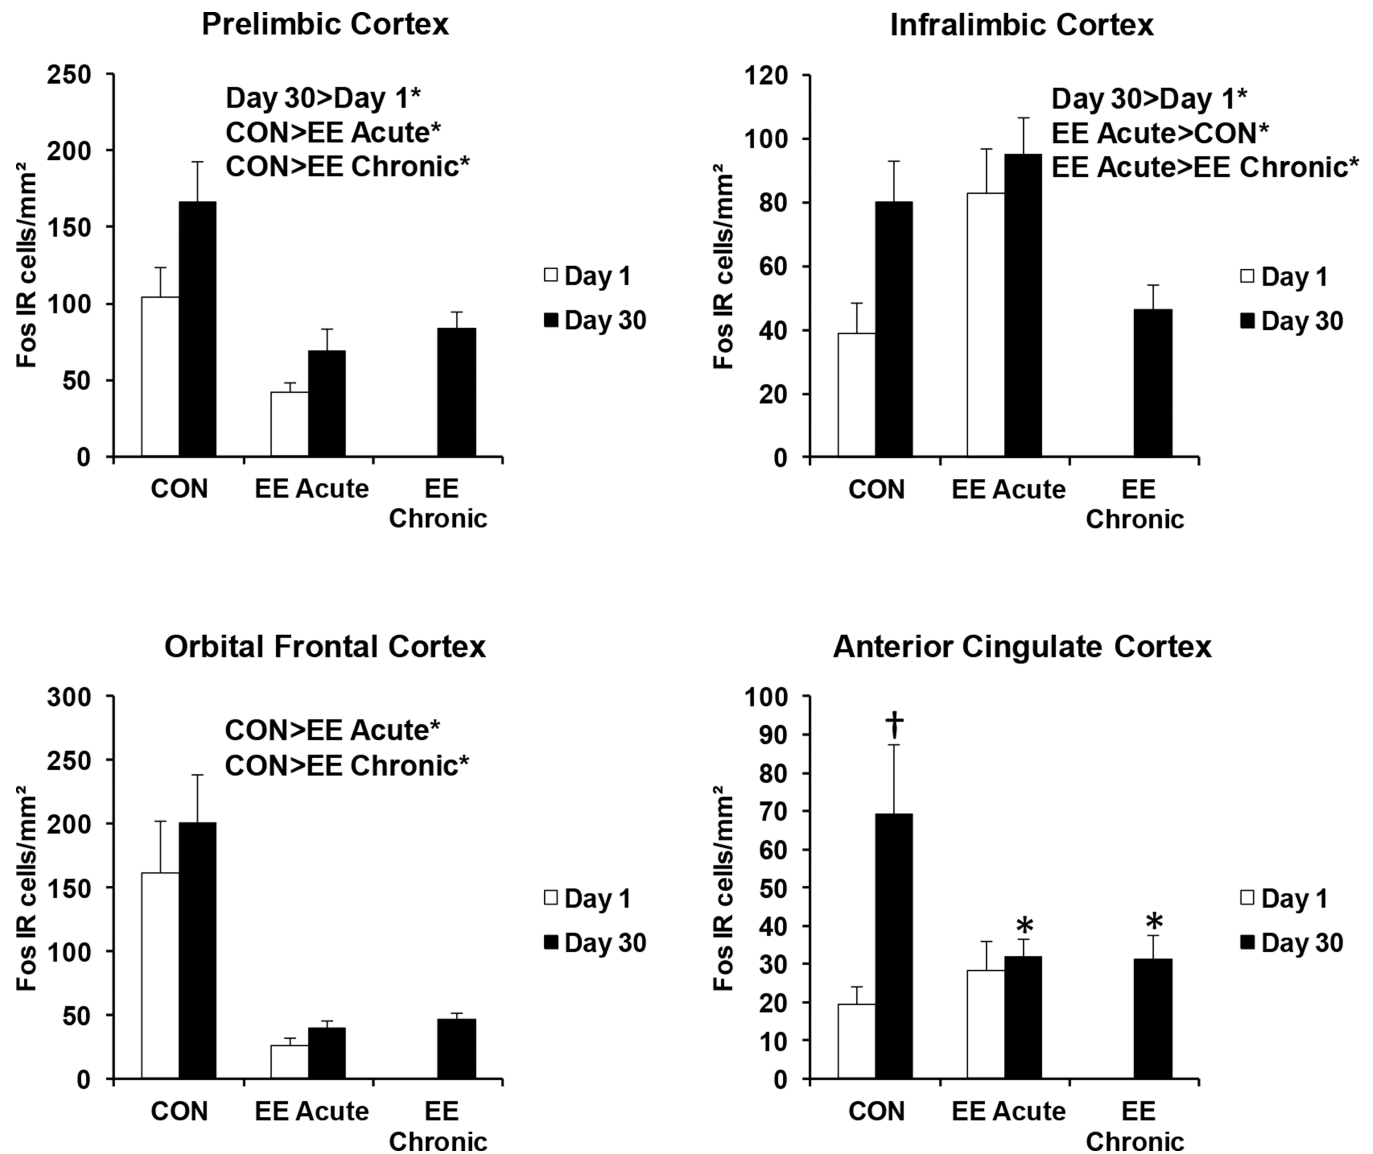 Prelimbic Cortex
Fos IR cells/mm²
250
200
150
100
50
0
Day 30>Day 1*
CON>EE Acute*
CON>EE Chronic*
Day 1
Day 30
CON
EE Acute
EE
Chronic
Infralimbic Cortex
Fos IR cells/mm²
120
100
80
60
40
20
0
Day 30>Day 1*
EE Acute>CON*
EE Acute>EE Chronic*
Day 1
Day 30
CON
EE Acute
EE
Chronic
Orbital Frontal Cortex
Fos IR cells/mm²
300
250
200
150
100
50
0
CON>EE Acute*
CON>EE Chronic*
Day 1
Day 30
CON
EE Acute
EE
Chronic
Anterior Cingulate Cortex
Fos IR cells/mm²
100
90
80
70
60
50
40
30
20
10
0
†
*
*
Day 1
Day 30
CON
EE Acute
EE
Chronic